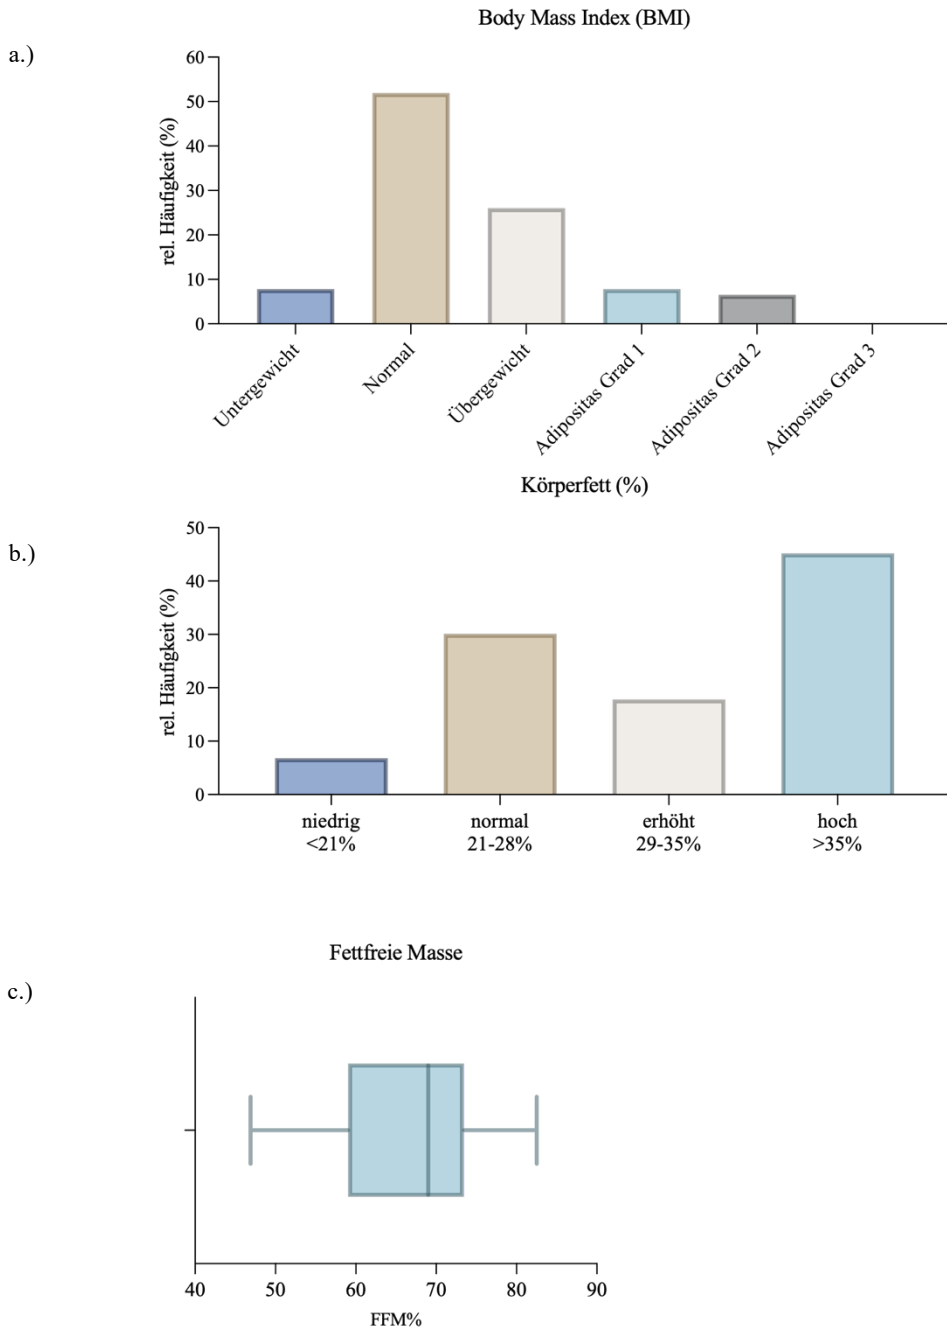 Body Mass Index (BMI)
a.)
60
50
40
30
20
10
0
rel. Häufigkeit (%)
Untergewicht
Normal
Übergewicht
Adipositas Grad 1
Adipositas Grad 2
Adipositas Grad 3
Körperfett (%)
b.)
50
40
30
20
10
0
rel. Häufigkeit (%)
niedrig normal erhöht hoch
<21% 21-28% 29-35% >35%
Fettfreie Masse
c.)
40 50 60 70 80 90
FFM%